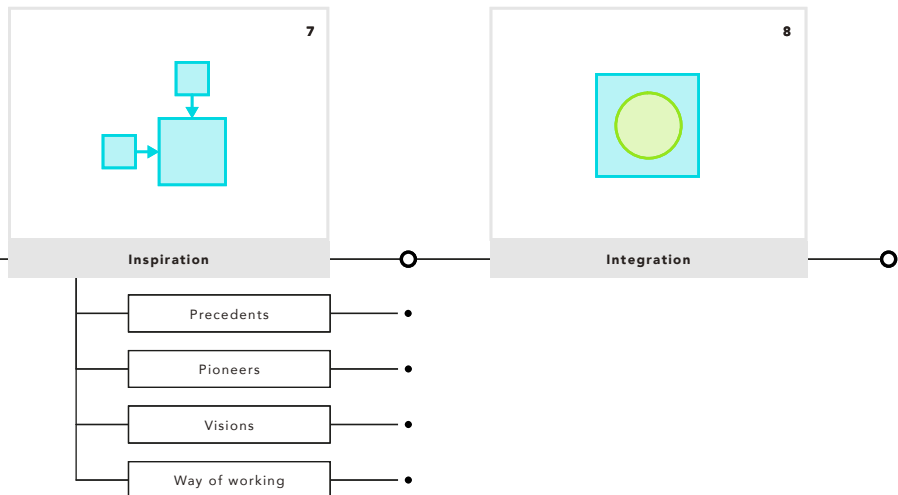 7
8
Inspiration
Integration
Precedents
Pioneers
Visions
Way of working